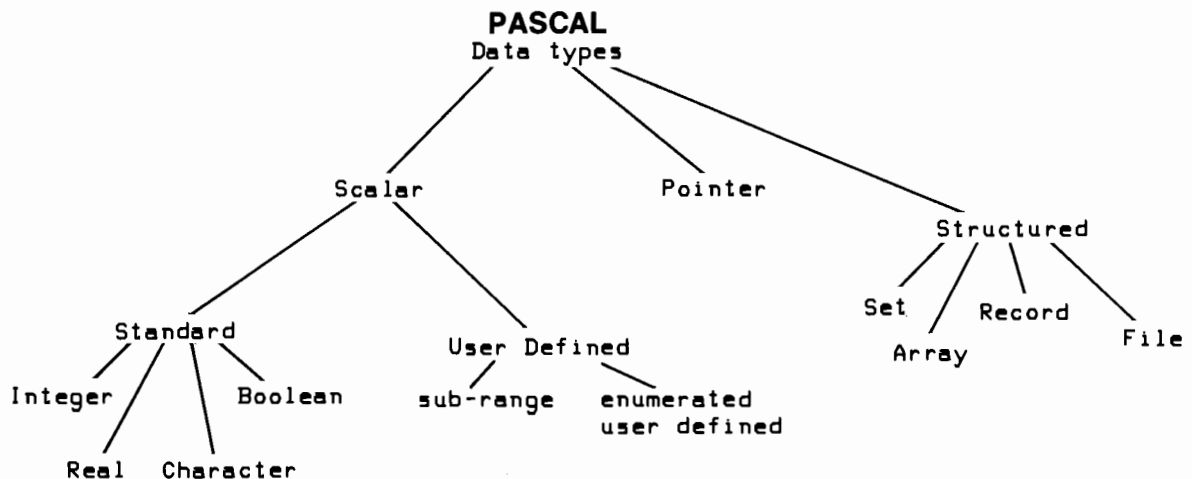 PASCAL
Data types
Scalar
Pointer
Structured
Set
Record
Array
File
Standard
User Defined
Integer
Boolean
sub-range
enumerated
user defined
Real
Character